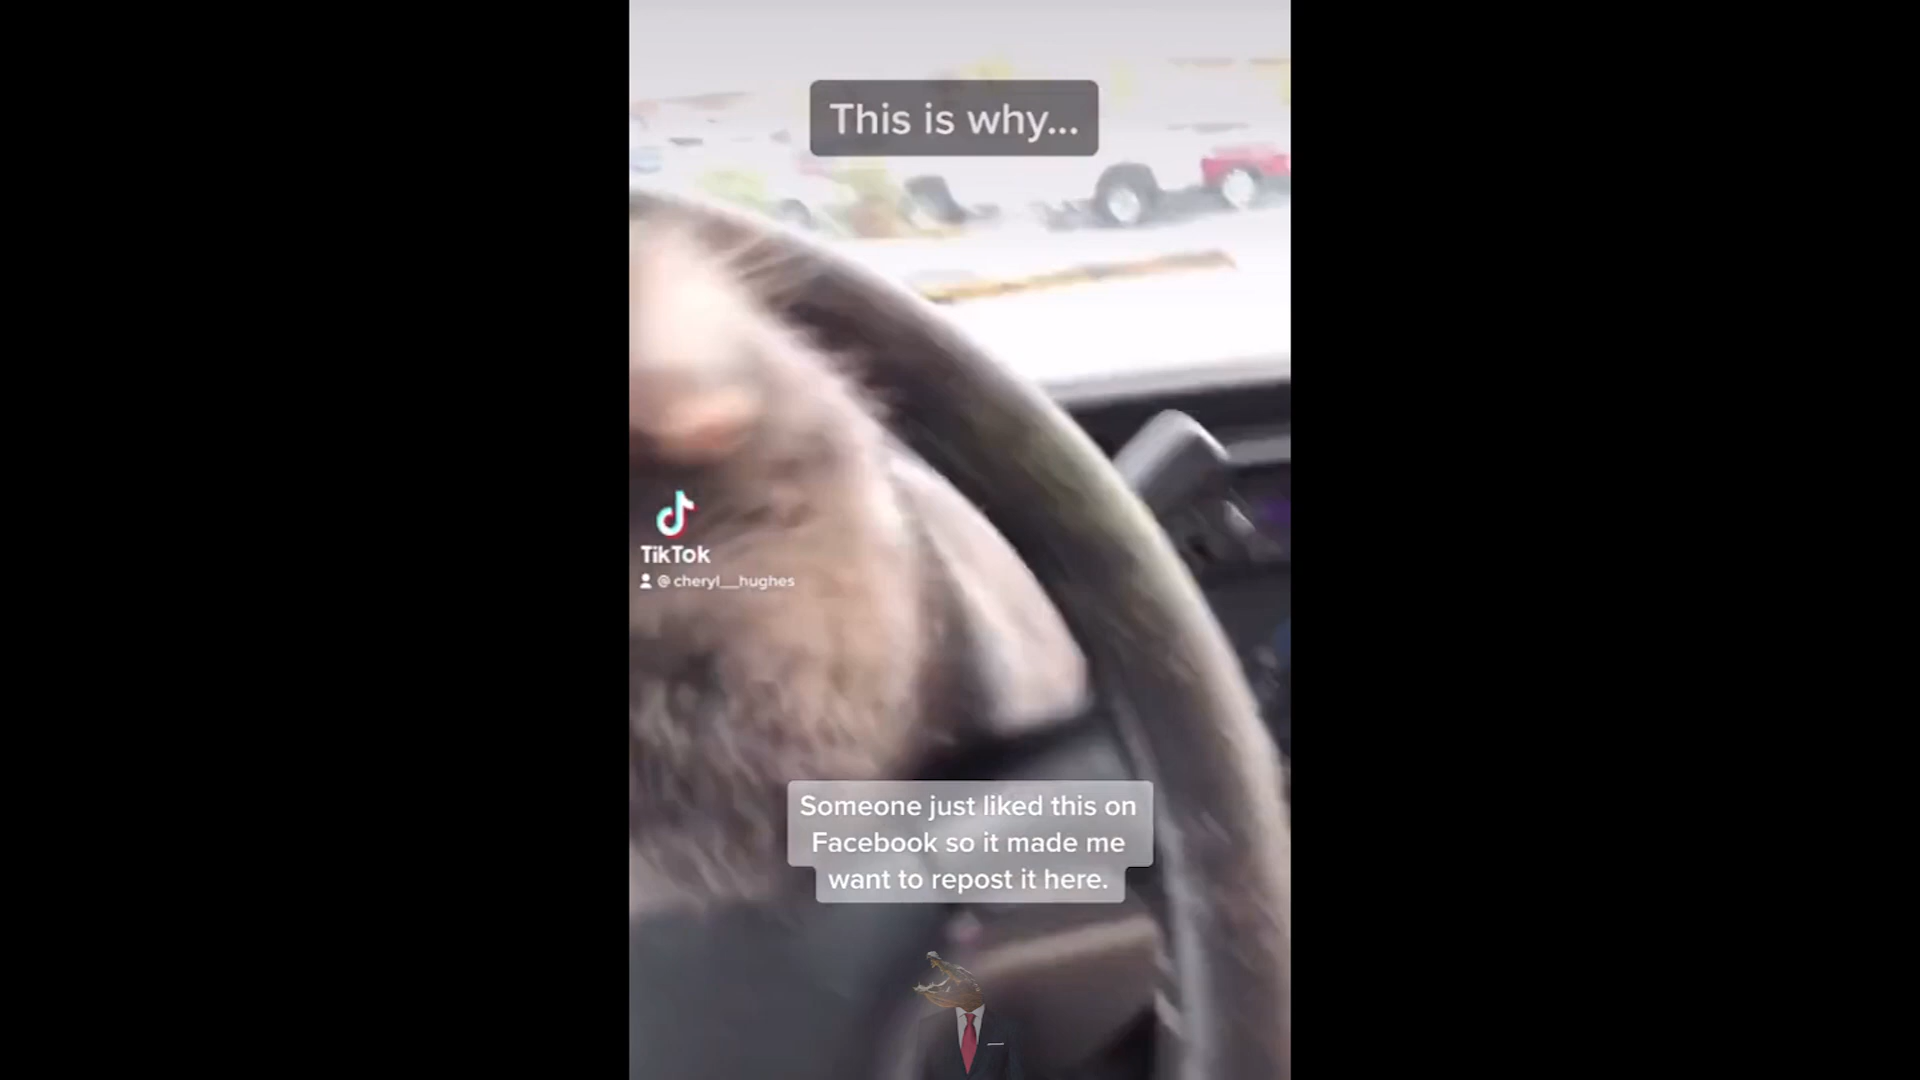 This is why...
TikTok
@cheryl__hughes
Someone just liked this on
Facebook so it made me
want to repost it here.